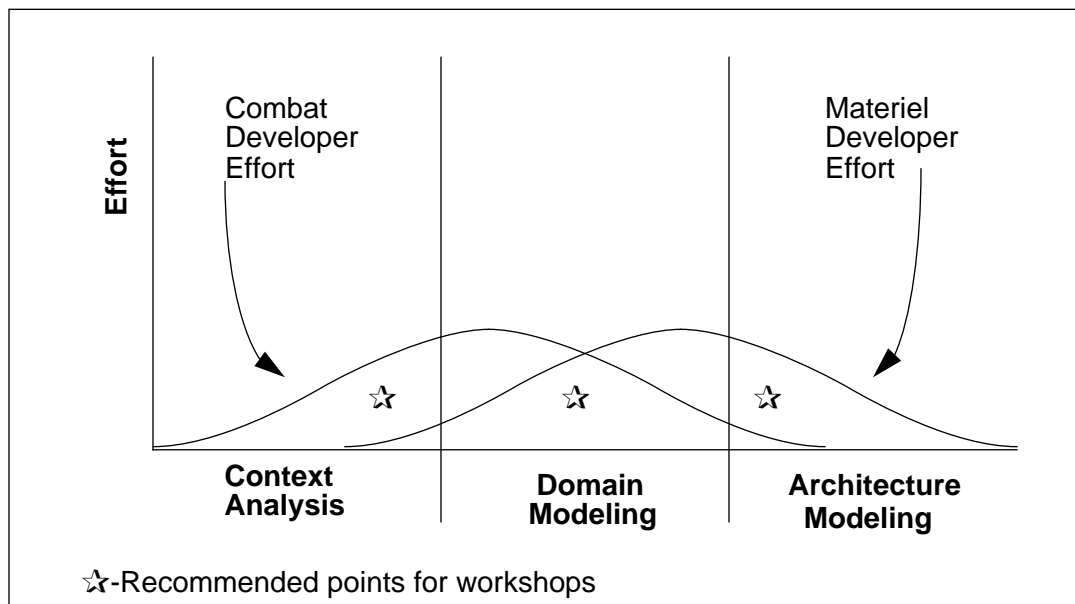 Combat
Developer
Effort
Materiel
Developer
Effort
Effort
Context
Analysis
Domain
Modeling
Architecture
Modeling
☆-Recommended points for workshops